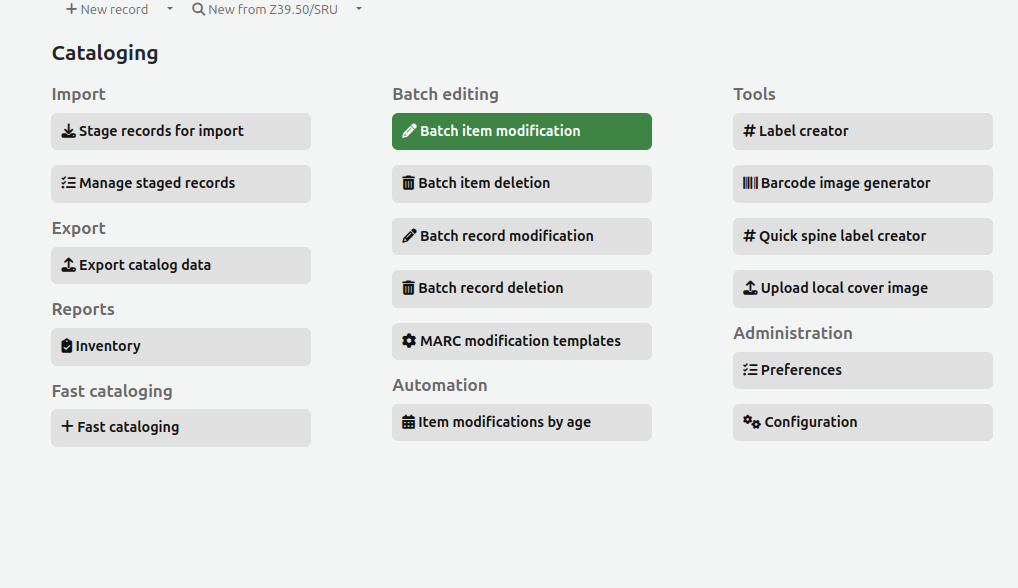 New record
New from Z39.50/SRU
Cataloging
Import
Stage records for import
Manage staged records
Export
Export catalog data
Reports
Inventory
Fast cataloging
Fast cataloging
Batch editing
Batch item modification
Batch item deletion
Batch record modification
Batch record deletion
MARC modification templates
Automation
Item modifications by age
Tools
Label creator
Barcode image generator
Quick spine label creator
Upload local cover image
Administration
Preferences
Configuration